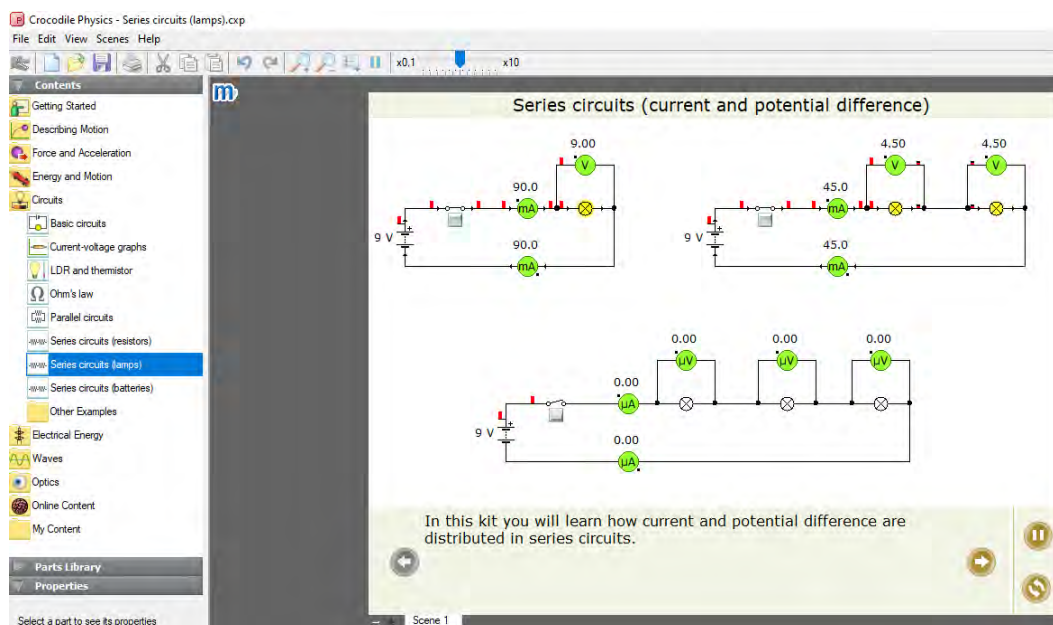 Crocodile Physics - Series circuits (lamps).cxp
File Edit View Scenes Help
x0.1 x10
Contents
Getting Started
Describing Motion
Force and Acceleration
Energy and Motion
Circuits
Basic circuits
Current-voltage graphs
LDR and thermistor
Ohm's law
Parallel circuits
Series circuits (resistors)
Series circuits (lamps)
Series circuits (batteries)
Other Examples
Electrical Energy
Waves
Optics
Online Content
My Content
Parts Library
Properties
Select a part to see its properties
m
Series circuits (current and potential difference)
9.00
V
90.0
mA
9 V
90.0
mA
4.50
4.50
V
V
45.0
mA
9 V
45.0
mA
0.00
0.00
0.00
µV
µV
µV
0.00
µA
9 V
0.00
µA
In this kit you will learn how current and potential difference are
distributed in series circuits.
Scene 1